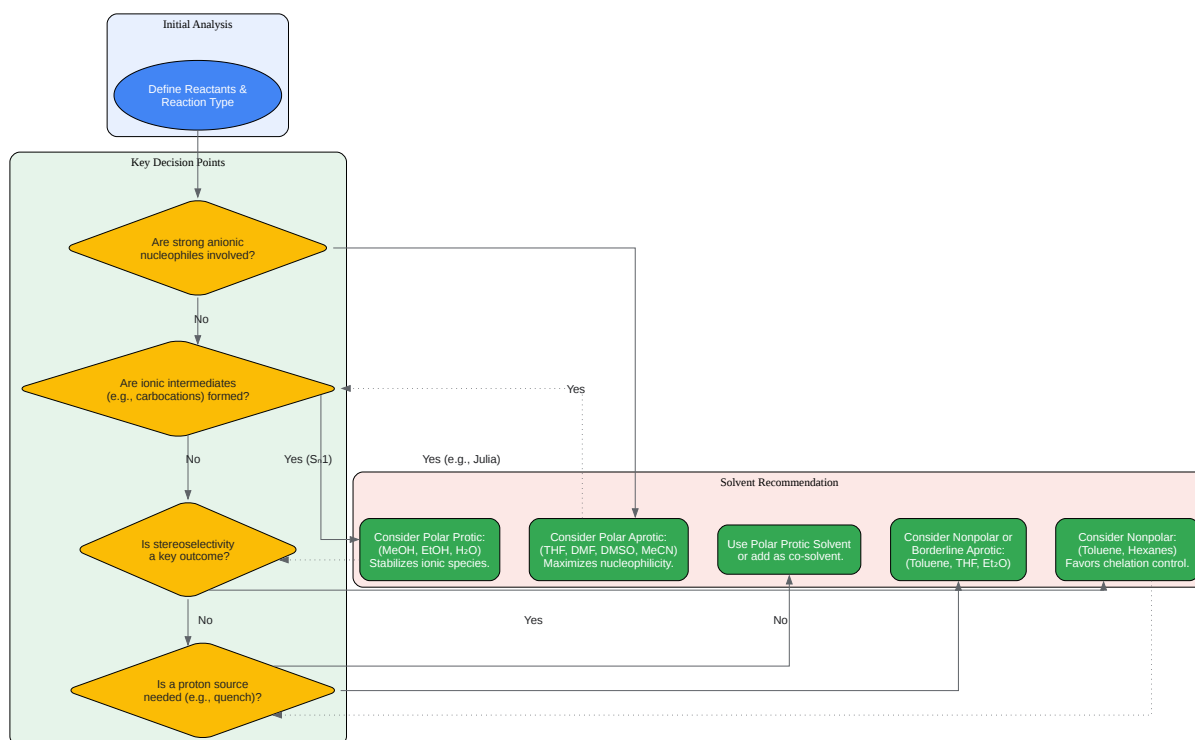 Initial Analysis
Define Reactants &
Reaction Type
Key Decision Points
Are strong anionic
nucleophiles involved?
No
Are ionic intermediates
(e.g., carbocations) formed?
Yes
No
Yes (Sₙ1)
Yes (e.g., Julia)
Solvent Recommendation
Is stereoselectivity
a key outcome?
Consider Polar Protic:
(MeOH, EtOH, H₂O)
Stabilizes ionic species.
Consider Polar Aprotic:
(THF, DMF, DMSO, MeCN)
Maximizes nucleophilicity.
Use Polar Protic Solvent
or add as co-solvent.
Consider Nonpolar or
Borderline Aprotic:
(Toluene, THF, Et₂O)
Consider Nonpolar:
(Toluene, Hexanes)
Favors chelation control.
No
Yes
No
Is a proton source
needed (e.g., quench)?